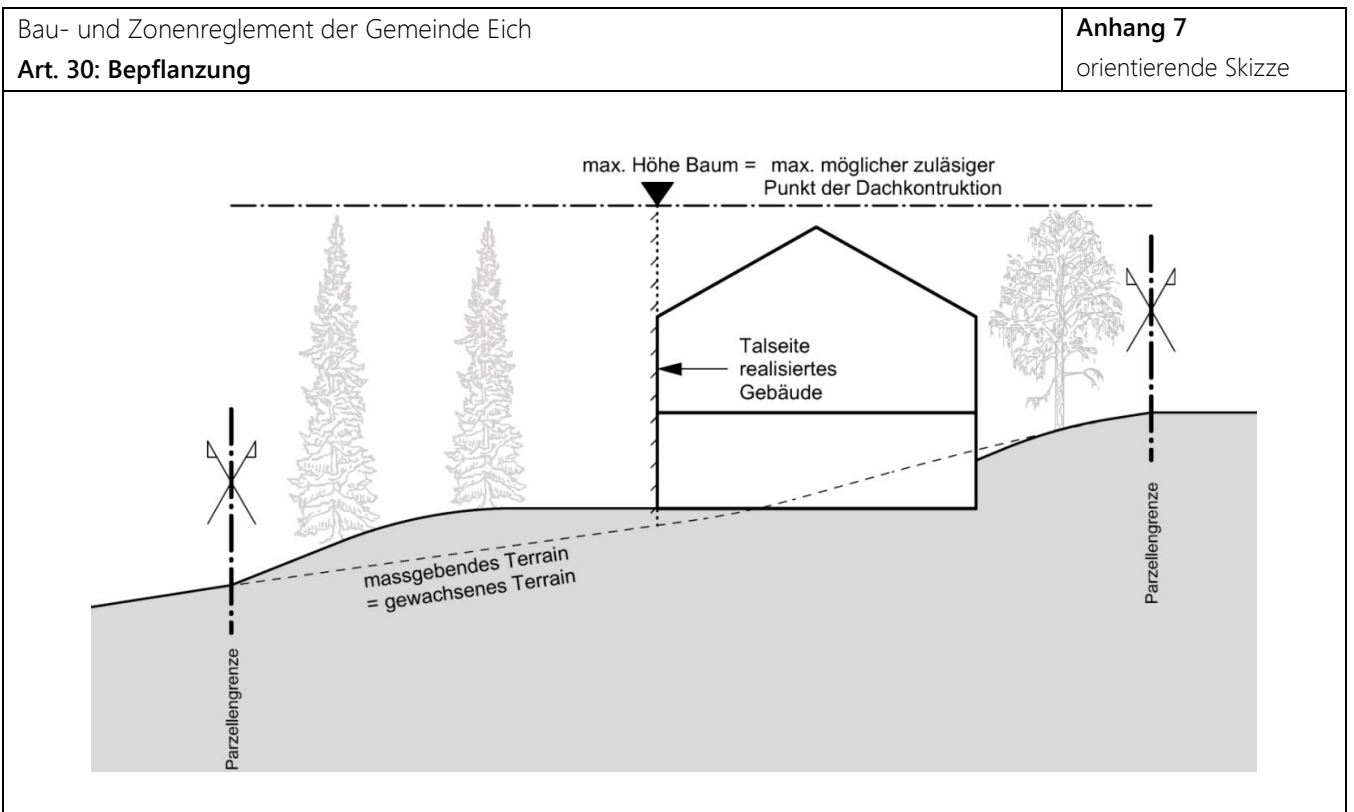 Bau- und Zonenreglement der Gemeinde Eich
Art. 30: Bepflanzung
Anhang 7
orientierende Skizze
max. Höhe Baum = max. möglicher zuläsiger
Punkt der Dachkontruktion
Talseite
realisiertes
Gebäude
massgebendes Terrain
= gewachsenes Terrain
Parzellengrenze
Parzellengrenze